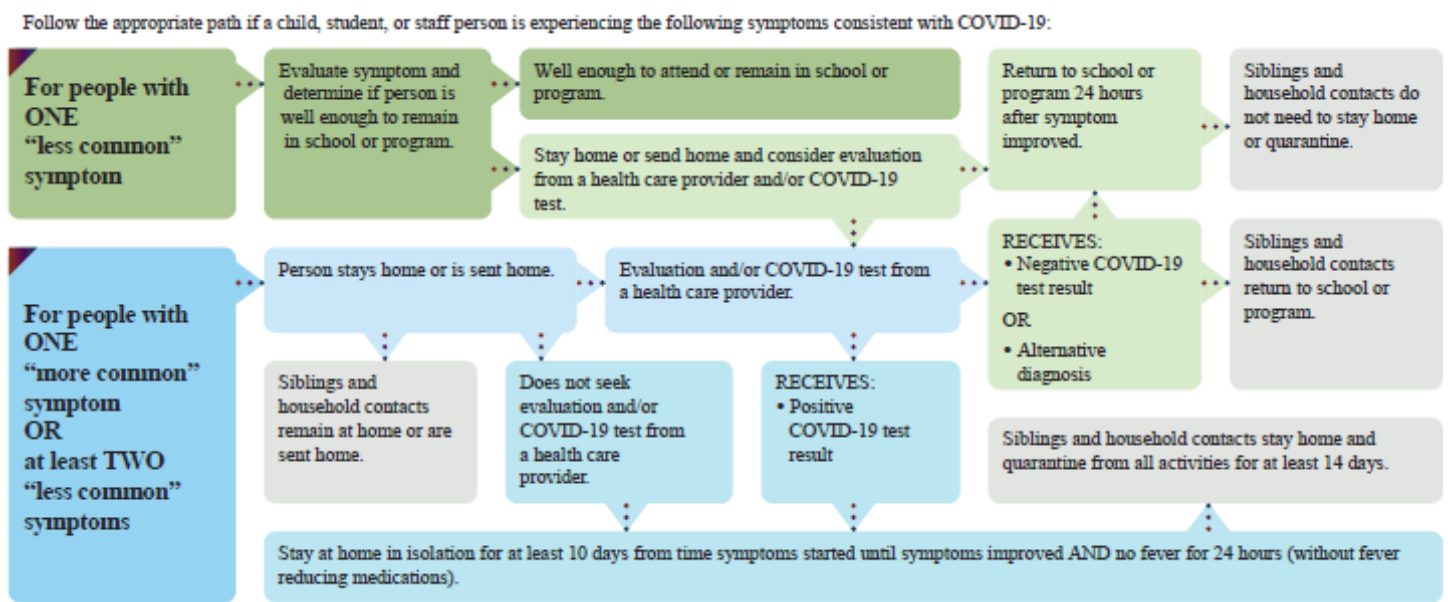 Follow the appropriate path if a child, student, or staff person is experiencing the following symptoms consistent with COVID-19:
For people with
ONE
“less common”
symptom
Evaluate symptom and
determine if person is
well enough to remain
in school or program.
Well enough to attend or remain in school or
program.
Stay home or send home and consider evaluation
from a health care provider and/or COVID-19
test.
Return to school or
program 24 hours
after symptom
improved.
Siblings and
household contacts do
not need to stay home
or quarantine.
For people with
ONE
“more common”
symptom
OR
at least TWO
“less common”
symptoms
Person stays home or is sent home.
Evaluation and/or COVID-19 test from
a health care provider.
RECEIVES:
• Negative COVID-19
test result
OR
• Alternative
diagnosis
Siblings and
household contacts
return to school or
program.
Siblings and
household contacts
remain at home or are
sent home.
Does not seek
evaluation and/or
COVID-19 test from
a health care
provider.
RECEIVES:
• Positive
COVID-19 test
result
Siblings and household contacts stay home and
quarantine from all activities for at least 14 days.
Stay at home in isolation for at least 10 days from time symptoms started until symptoms improved AND no fever for 24 hours (without fever
reducing medications).